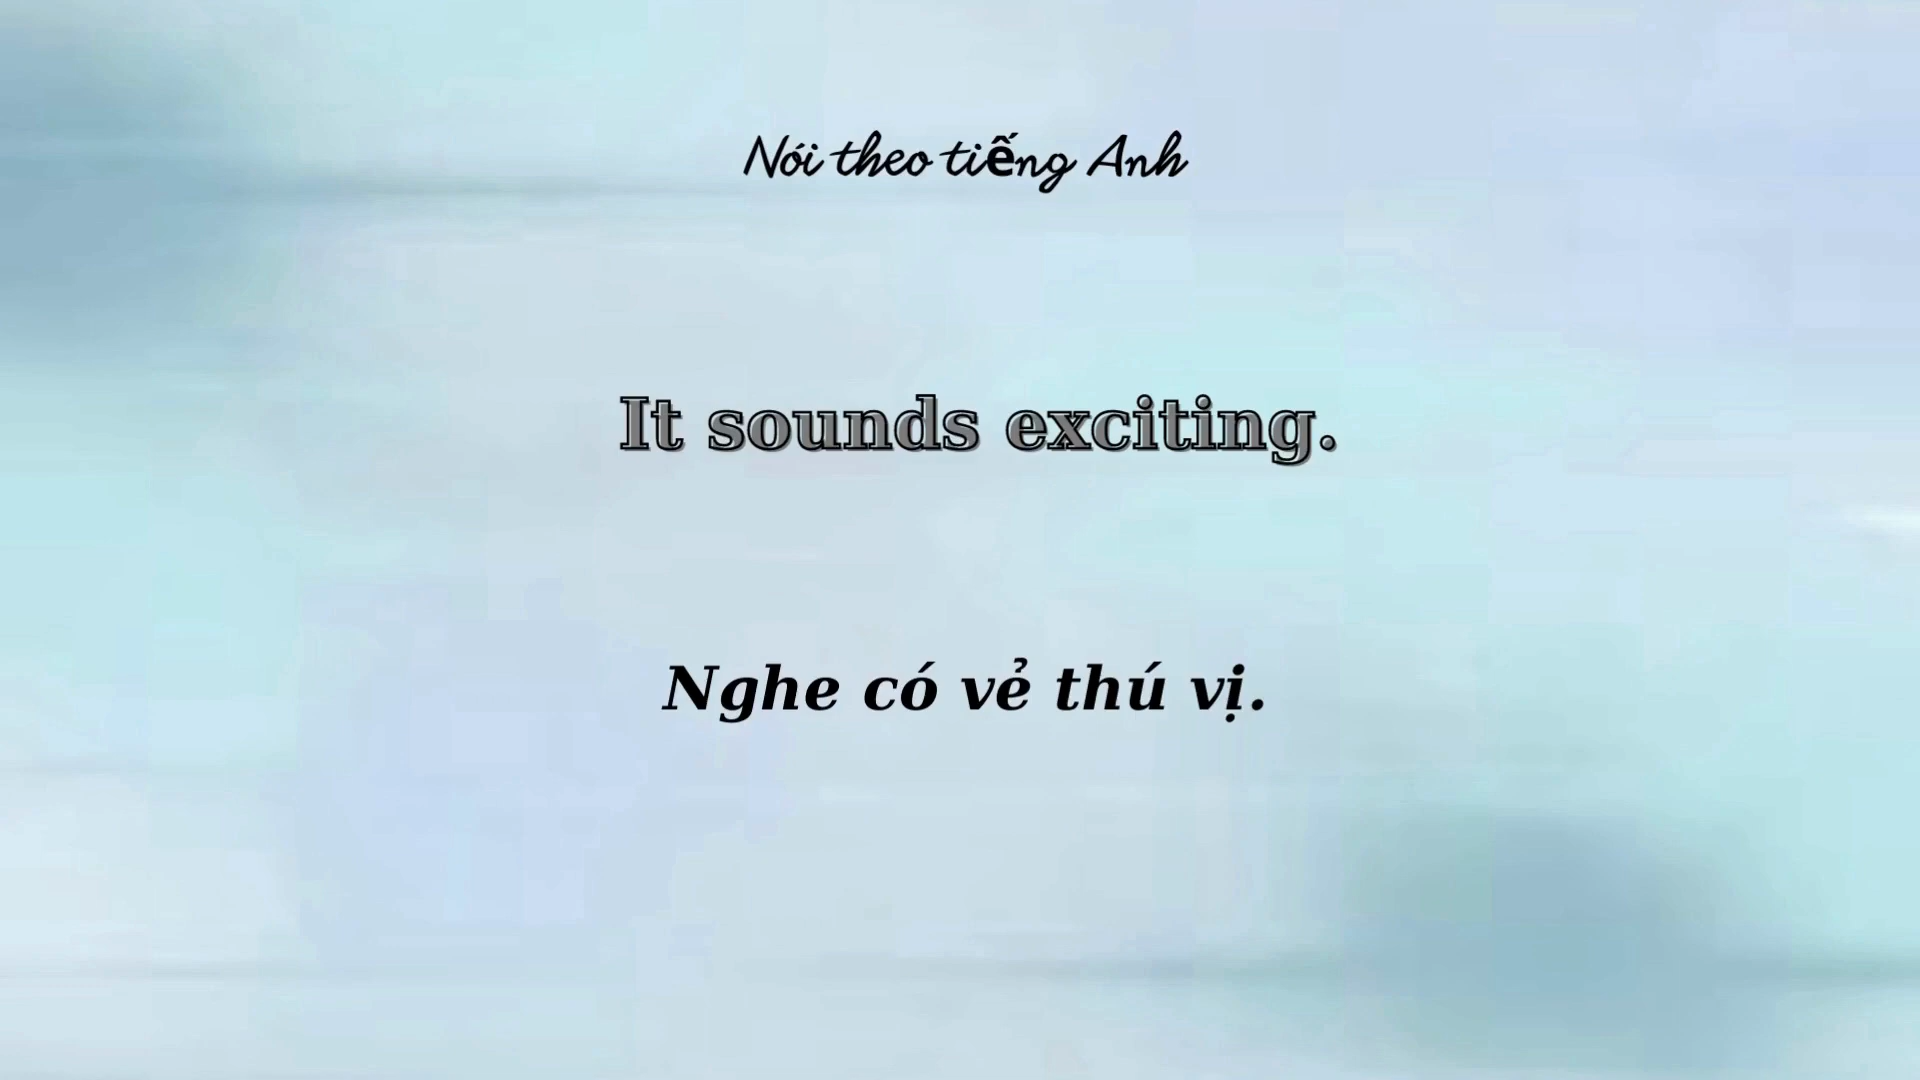 Nói theo tiếng Anh
It sounds exciting.
Nghe có vẻ thú vị.